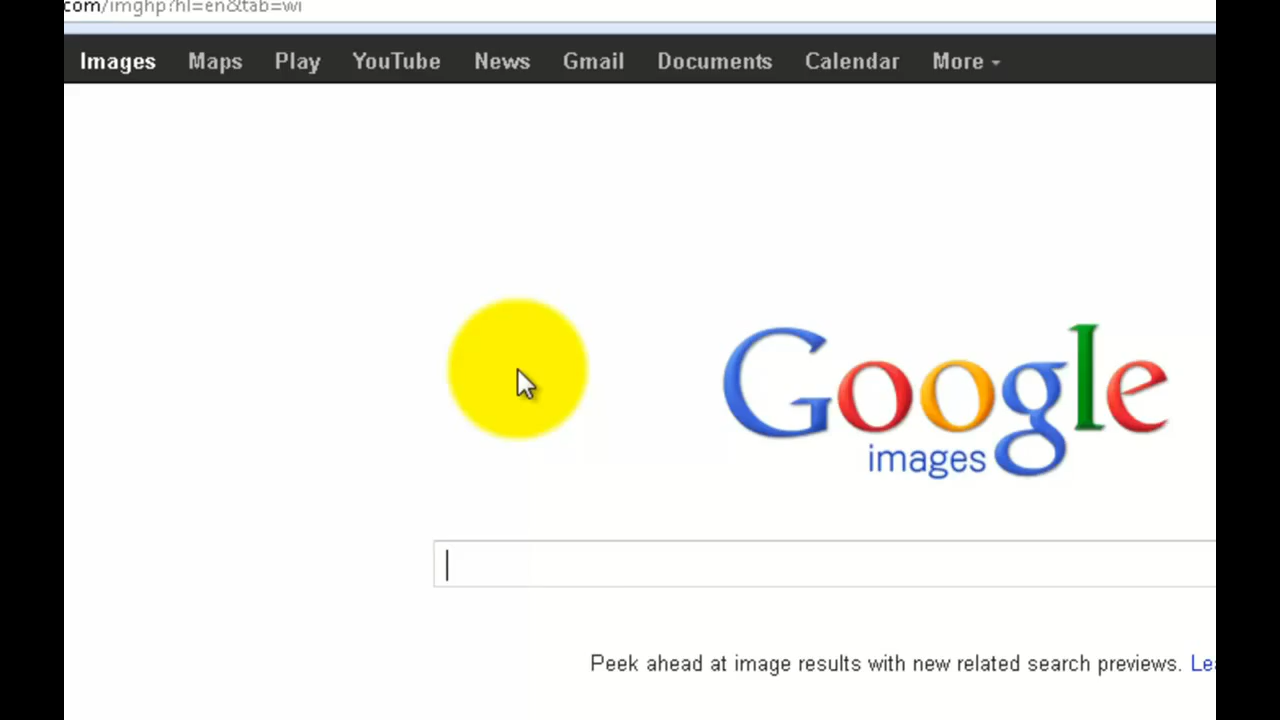 com/imghp?hl=en&tab=wi
Images Maps Play YouTube News Gmail Documents Calendar More
Google
images
Peek ahead at image results with new related search previews.